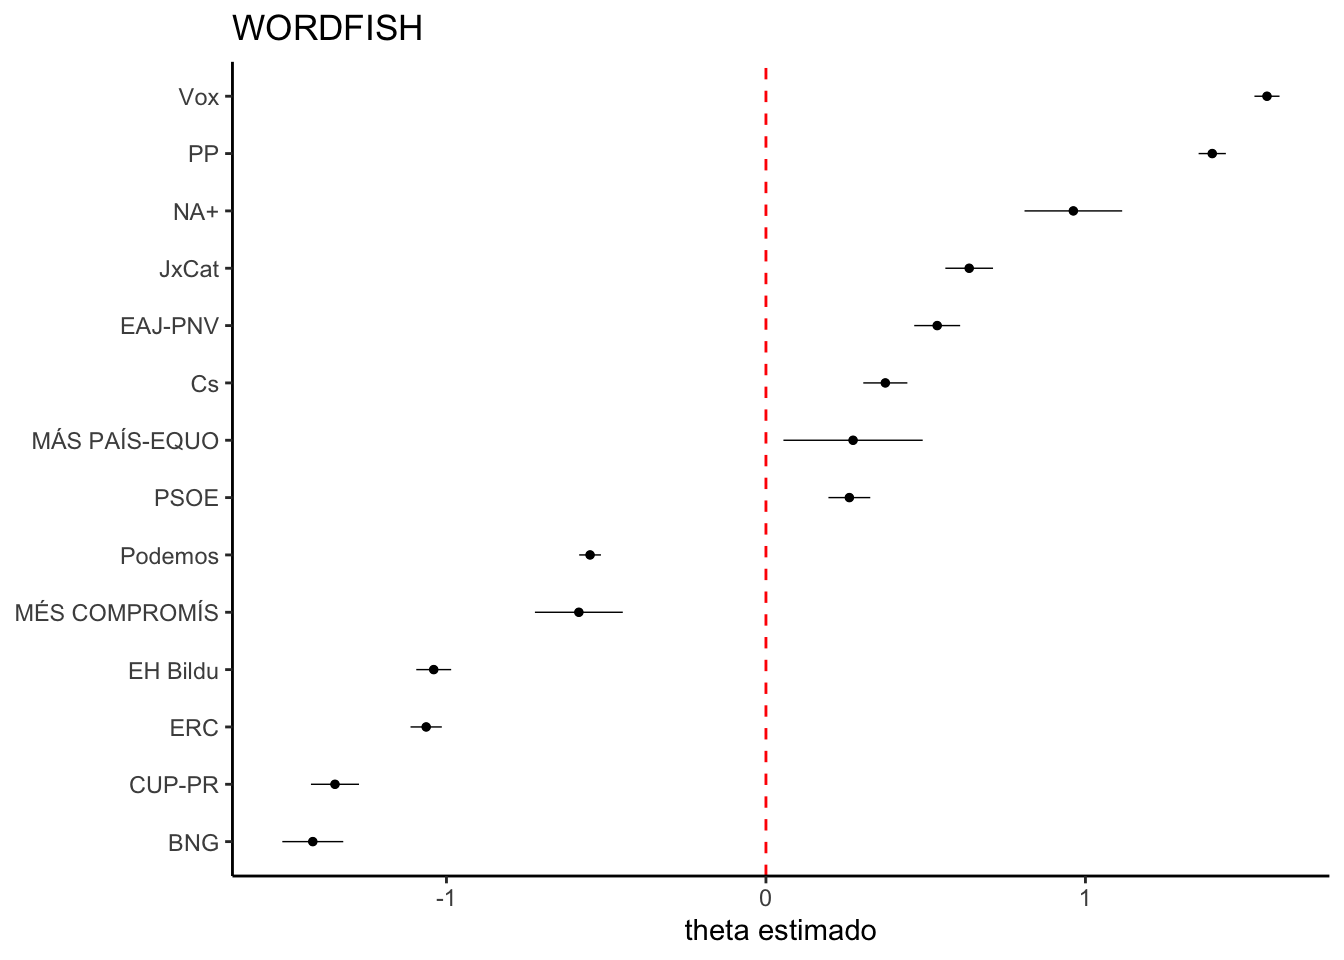 WORDFISH
Vox
PP
NA+
JxCat
EAJ-PNV
Cs
MÁS PAÍS-EQUO
PSOE
Podemos
MÉS COMPROMÍS
EH Bildu
ERC
CUP-PR
BNG
-1 0 1
theta estimado